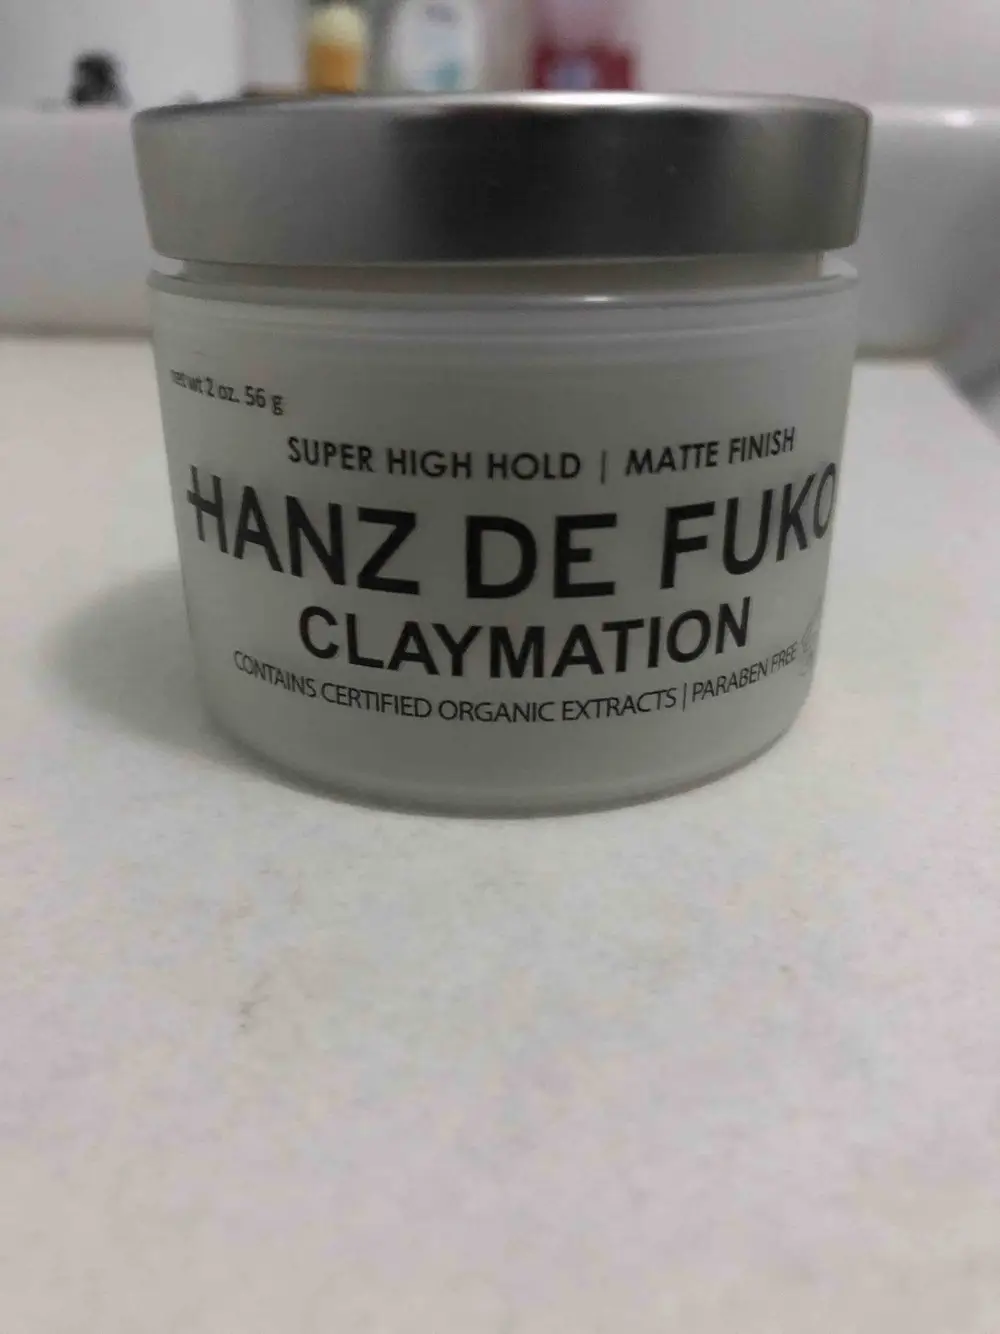 net wt 2 oz. 56 g
SUPER HIGH HOLD | MATTE FINISH
HANZ DE FUKO
CLAYMATION
CONTAINS CERTIFIED ORGANIC EXTRACTS | PARABEN FREE